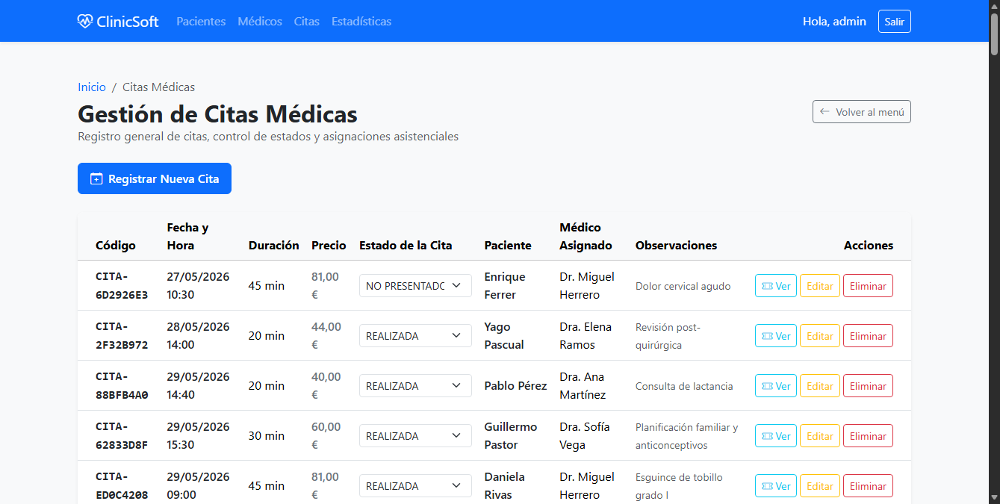 ClinicSoft Pacientes Médicos Citas Estadísticas Hola, admin Salir
Inicio / Citas Médicas
Gestión de Citas Médicas
← Volver al menú
Registro general de citas, control de estados y asignaciones asistenciales
Registrar Nueva Cita
Código Fecha y Hora Duración Precio Estado de la Cita Paciente Médico Asignado Observaciones Acciones
CITA-6D2926E3 27/05/2026 10:30 45 min 81,00 € NO PRESENTADO Enrique Ferrer Dr. Miguel Herrero Dolor cervical agudo Ver Editar Eliminar
CITA-2F32B972 28/05/2026 14:00 20 min 44,00 € REALIZADA Yago Pascual Dra. Elena Ramos Revisión post-quirúrgica Ver Editar Eliminar
CITA-88BFB4A0 29/05/2026 14:40 20 min 40,00 € REALIZADA Pablo Pérez Dra. Ana Martínez Consulta de lactancia Ver Editar Eliminar
CITA-62833D8F 29/05/2026 15:30 30 min 60,00 € REALIZADA Guillermo Pastor Dra. Sofía Vega Planificación familiar y anticonceptivos Ver Editar Eliminar
CITA-ED0C4208 29/05/2026 09:00 45 min 81,00 € REALIZADA Daniela Rivas Dr. Miguel Herrero Esguince de tobillo grado I Ver Editar Eliminar